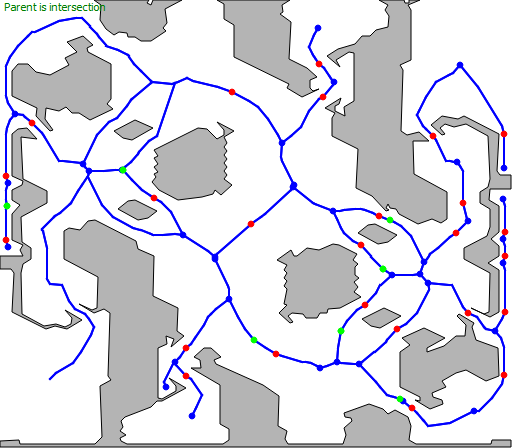 Parent is intersection